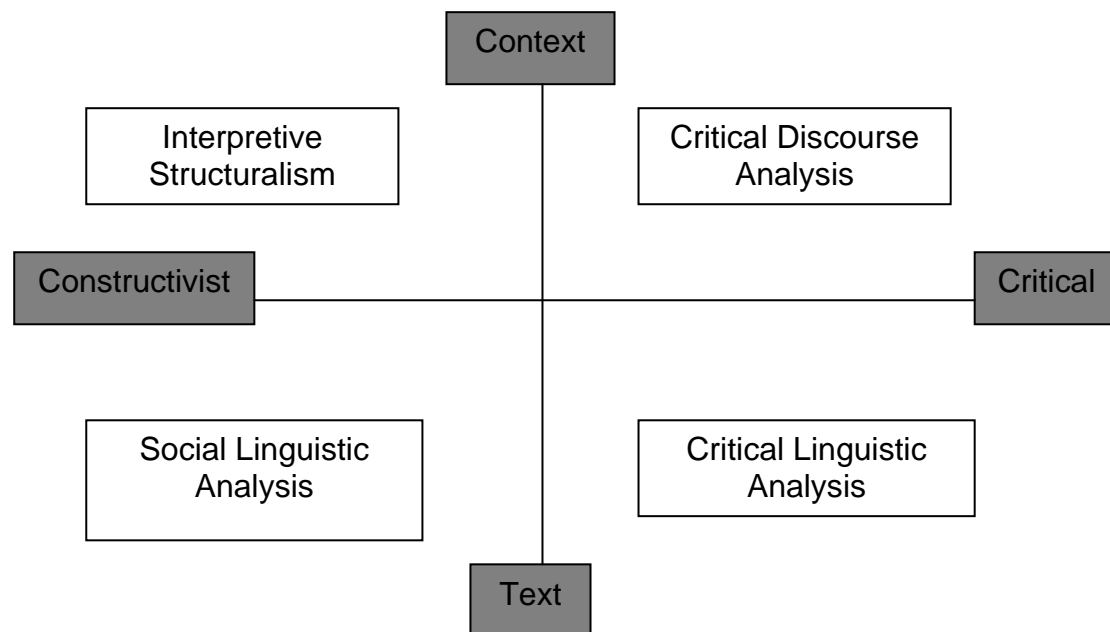 Context
Interpretive
Structuralism
Critical Discourse
Analysis
Constructivist
Critical
Social Linguistic
Analysis
Critical Linguistic
Analysis
Text